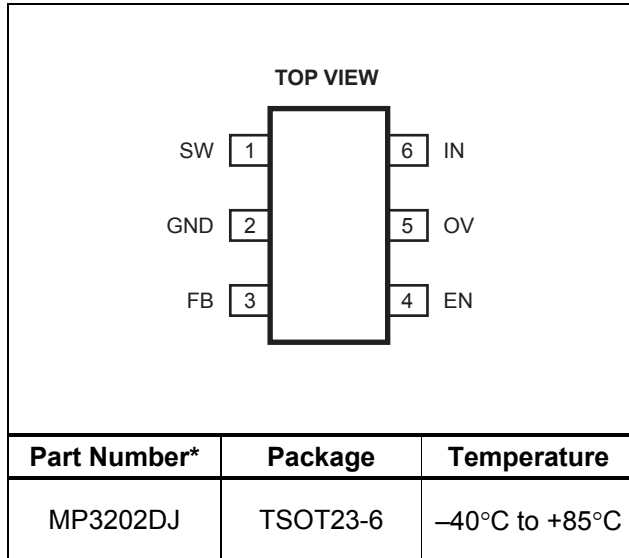 TOP VIEW
SW 1 6 IN
GND 2 5 OV
FB 3 4 EN
Part Number* Package Temperature
MP3202DJ TSOT23-6 –40°C to +85°C